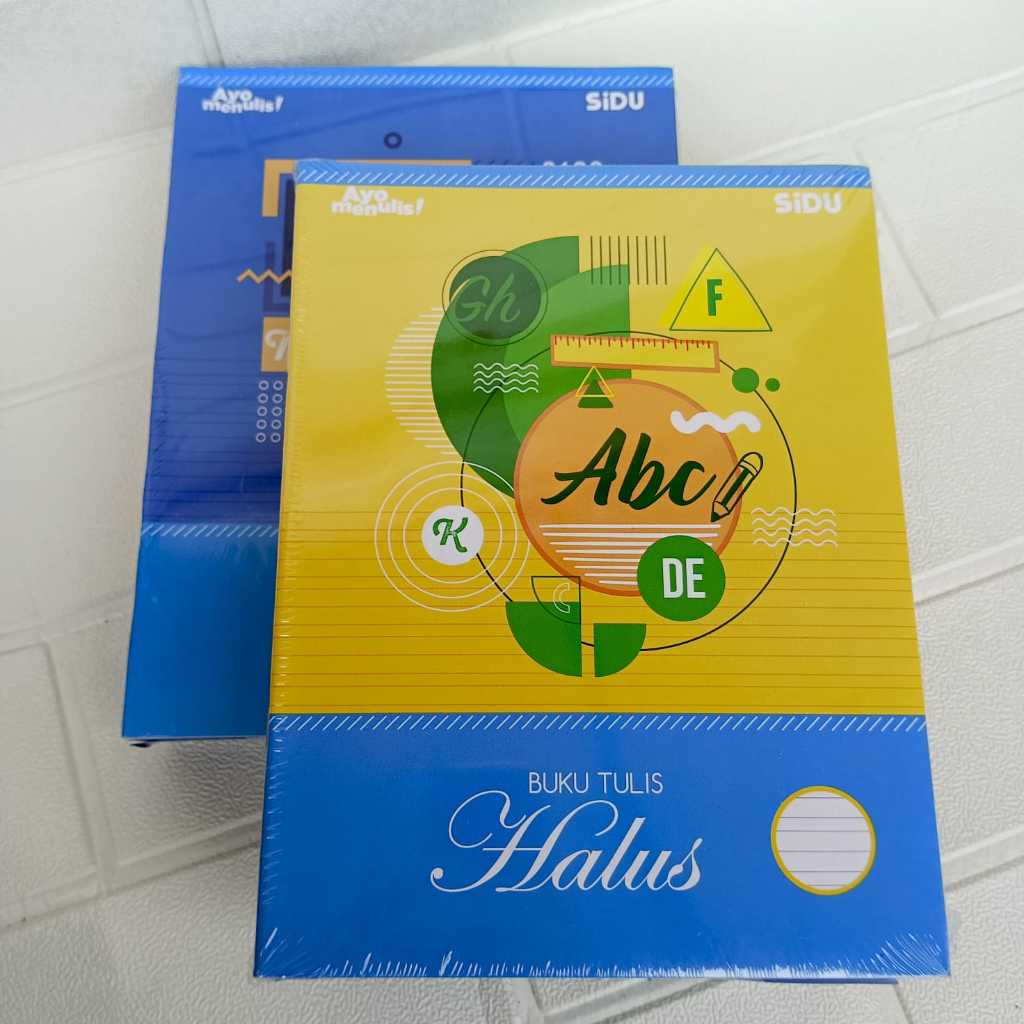 Ayo
menulis!
SiDU
Ayo
menulis!
SiDU
Gh
F
Abc
K
DE
BUKU TULIS
Halus